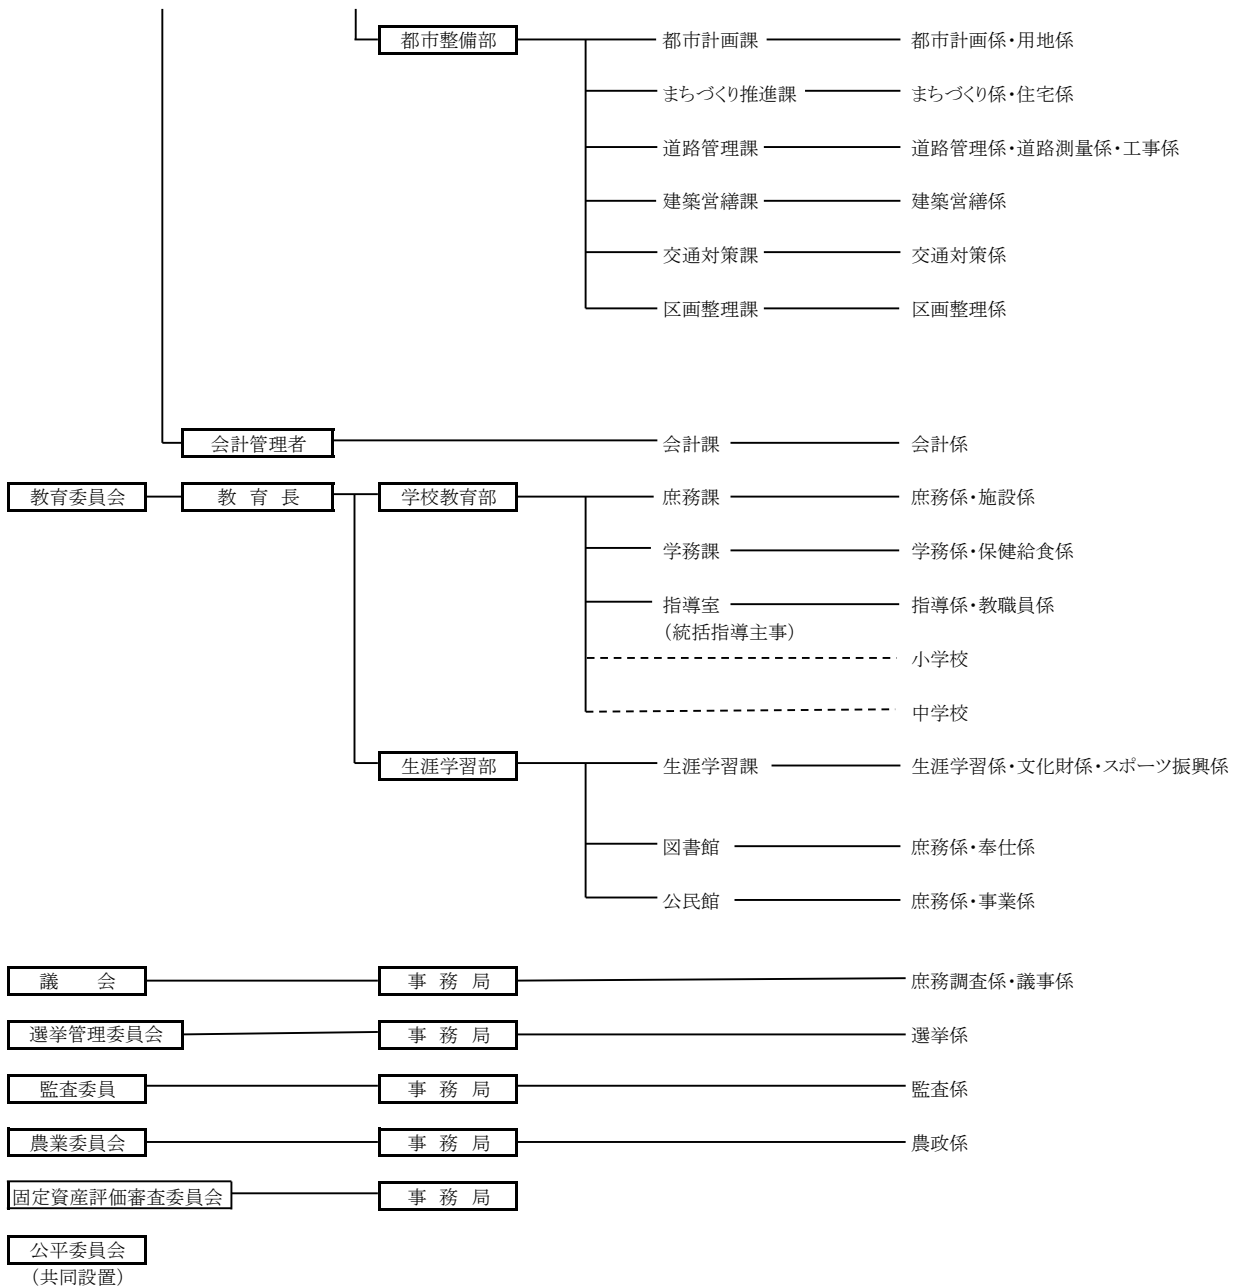 都市整備部 都市計画課 都市計画係・用地係
まちづくり推進課 まちづくり係・住宅係
道路管理課 道路管理係・道路測量係・工事係
建築営繕課 建築営繕係
交通対策課 交通対策係
区画整理課 区画整理係
会計管理者 会計課 会計係
教育委員会 教育長 学校教育部 庶務課 庶務係・施設係
学務課 学務係・保健給食係
指導室 指導係・教職員係
（統括指導主事）
小学校
中学校
生涯学習部 生涯学習課 生涯学習係・文化財係・スポーツ振興係
図書館 庶務係・奉仕係
公民館 庶務係・事業係
議会 事務局 庶務調査係・議事係
選挙管理委員会 事務局 選挙係
監査委員 事務局 監査係
農業委員会 事務局 農政係
固定資産評価審査委員会 事務局
公平委員会
（共同設置）